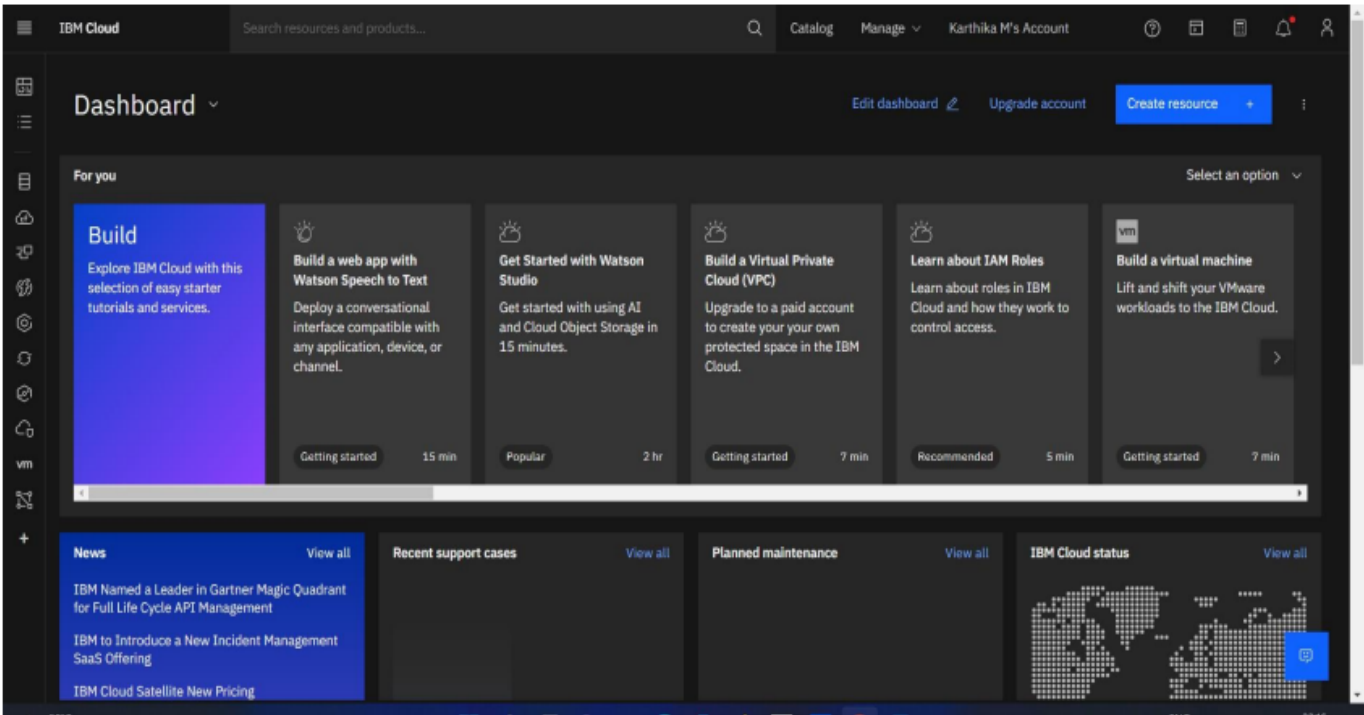 IBM Cloud
Search resources and products...
Catalog
Manage
Karthika M's Account
Dashboard
Edit dashboard
Upgrade account
Create resource +
For you
Select an option
Build
Explore IBM Cloud with this
selection of easy starter
tutorials and services.
Build a web app with
Watson Speech to Text
Deploy a conversational
interface compatible with
any application, device, or
channel.
Getting started
15 min
Get Started with Watson
Studio
Get started with using AI
and Cloud Object Storage in
15 minutes.
Popular
2 hr
Build a Virtual Private
Cloud (VPC)
Upgrade to a paid account
to create your your own
protected space in the IBM
Cloud.
Getting started
7 min
Learn about IAM Roles
Learn about roles in IBM
Cloud and how they work to
control access.
Recommended
5 min
vm
Build a virtual machine
Lift and shift your VMware
workloads to the IBM Cloud.
Getting started
7 min
vm
+
News
View all
IBM Named a Leader in Gartner Magic Quadrant
for Full Life Cycle API Management
IBM to Introduce a New Incident Management
SaaS Offering
IBM Cloud Satellite New Pricing
Recent support cases
View all
Planned maintenance
View all
IBM Cloud status
View all